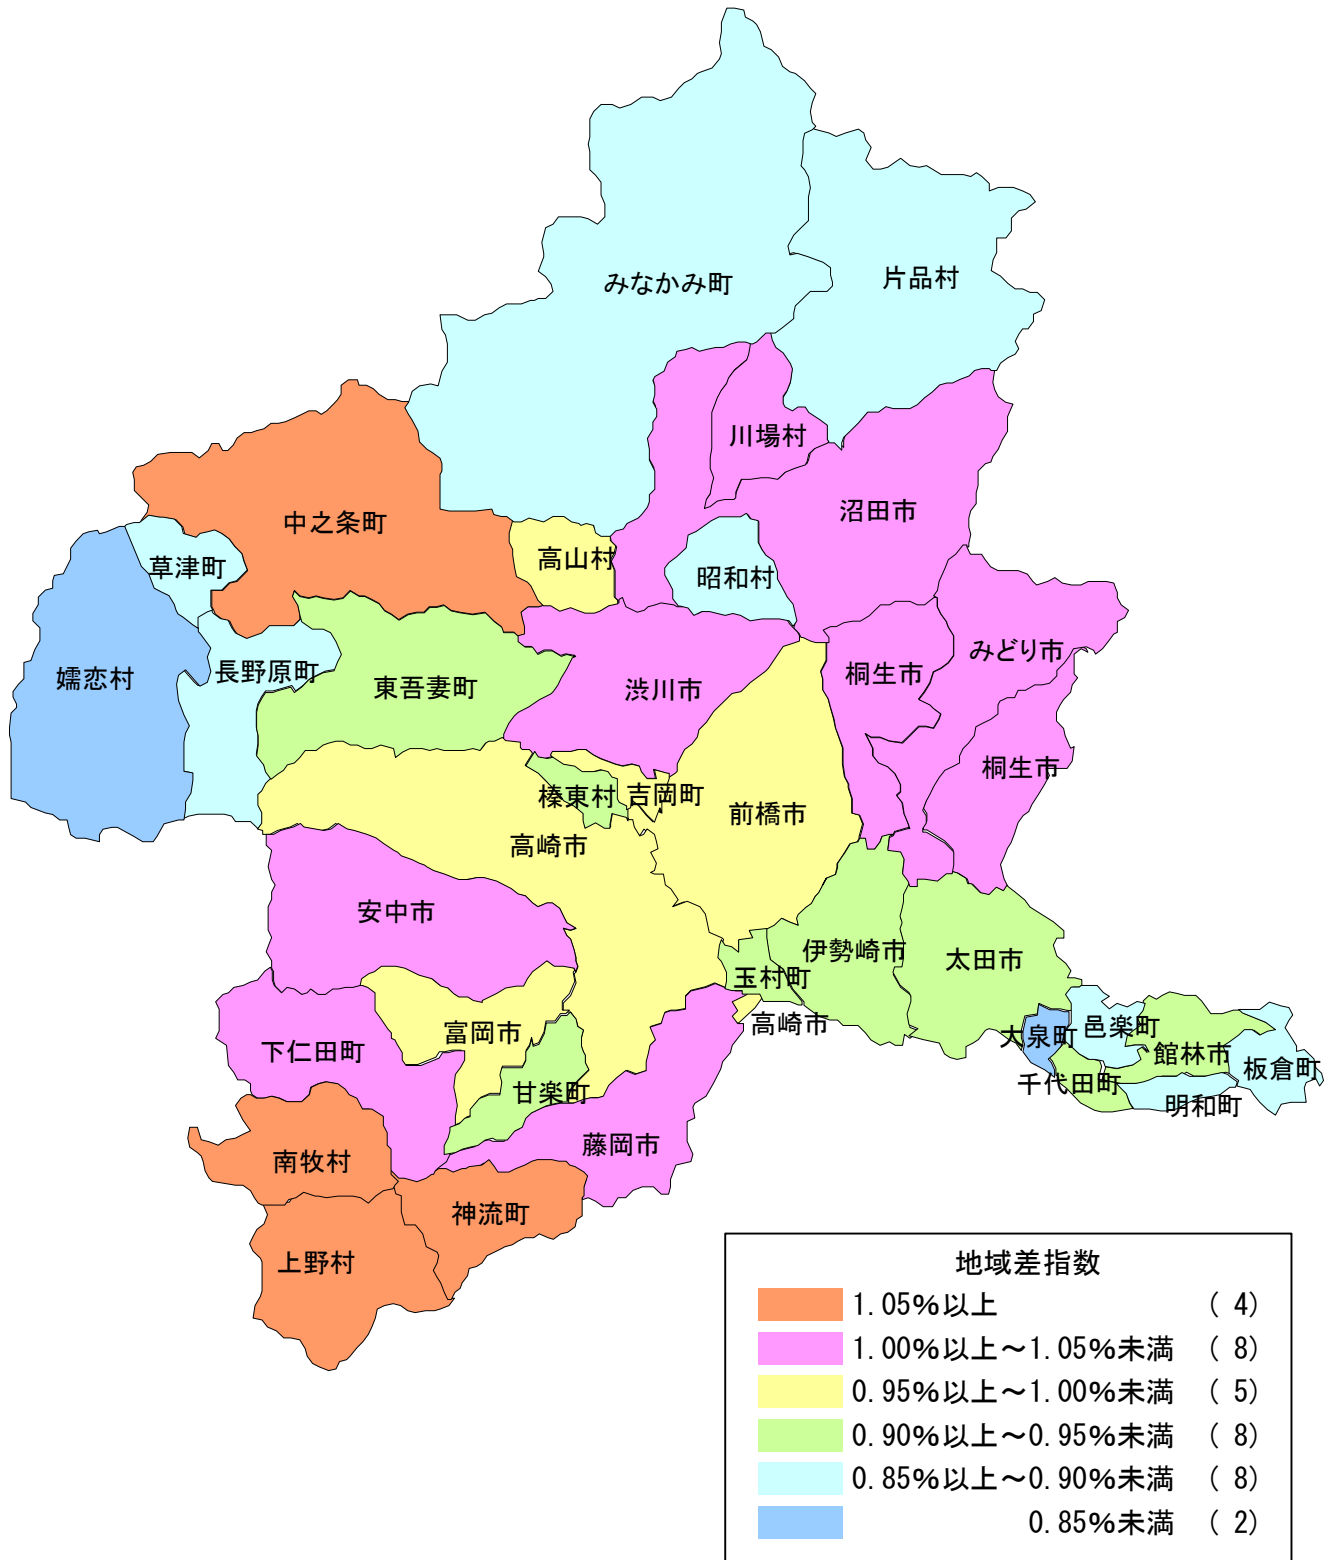 みなかみ町
片品村
川場村
沼田市
中之条町
高山村
草津町
昭和村
みどり市
桐生市
嬬恋村
長野原町
東吾妻町
渋川市
桐生市
榛東村
吉岡町
前橋市
高崎市
安中市
伊勢崎市
太田市
玉村町
高崎市
富岡市
下仁田町
大泉町
邑楽町
館林市
板倉町
千代田町
明和町
甘楽町
藤岡市
南牧村
神流町
上野村
地域差指数
1.05%以上 ( 4)
1.00%以上～1.05%未満 ( 8)
0.95%以上～1.00%未満 ( 5)
0.90%以上～0.95%未満 ( 8)
0.85%以上～0.90%未満 ( 8)
0.85%未満 ( 2)